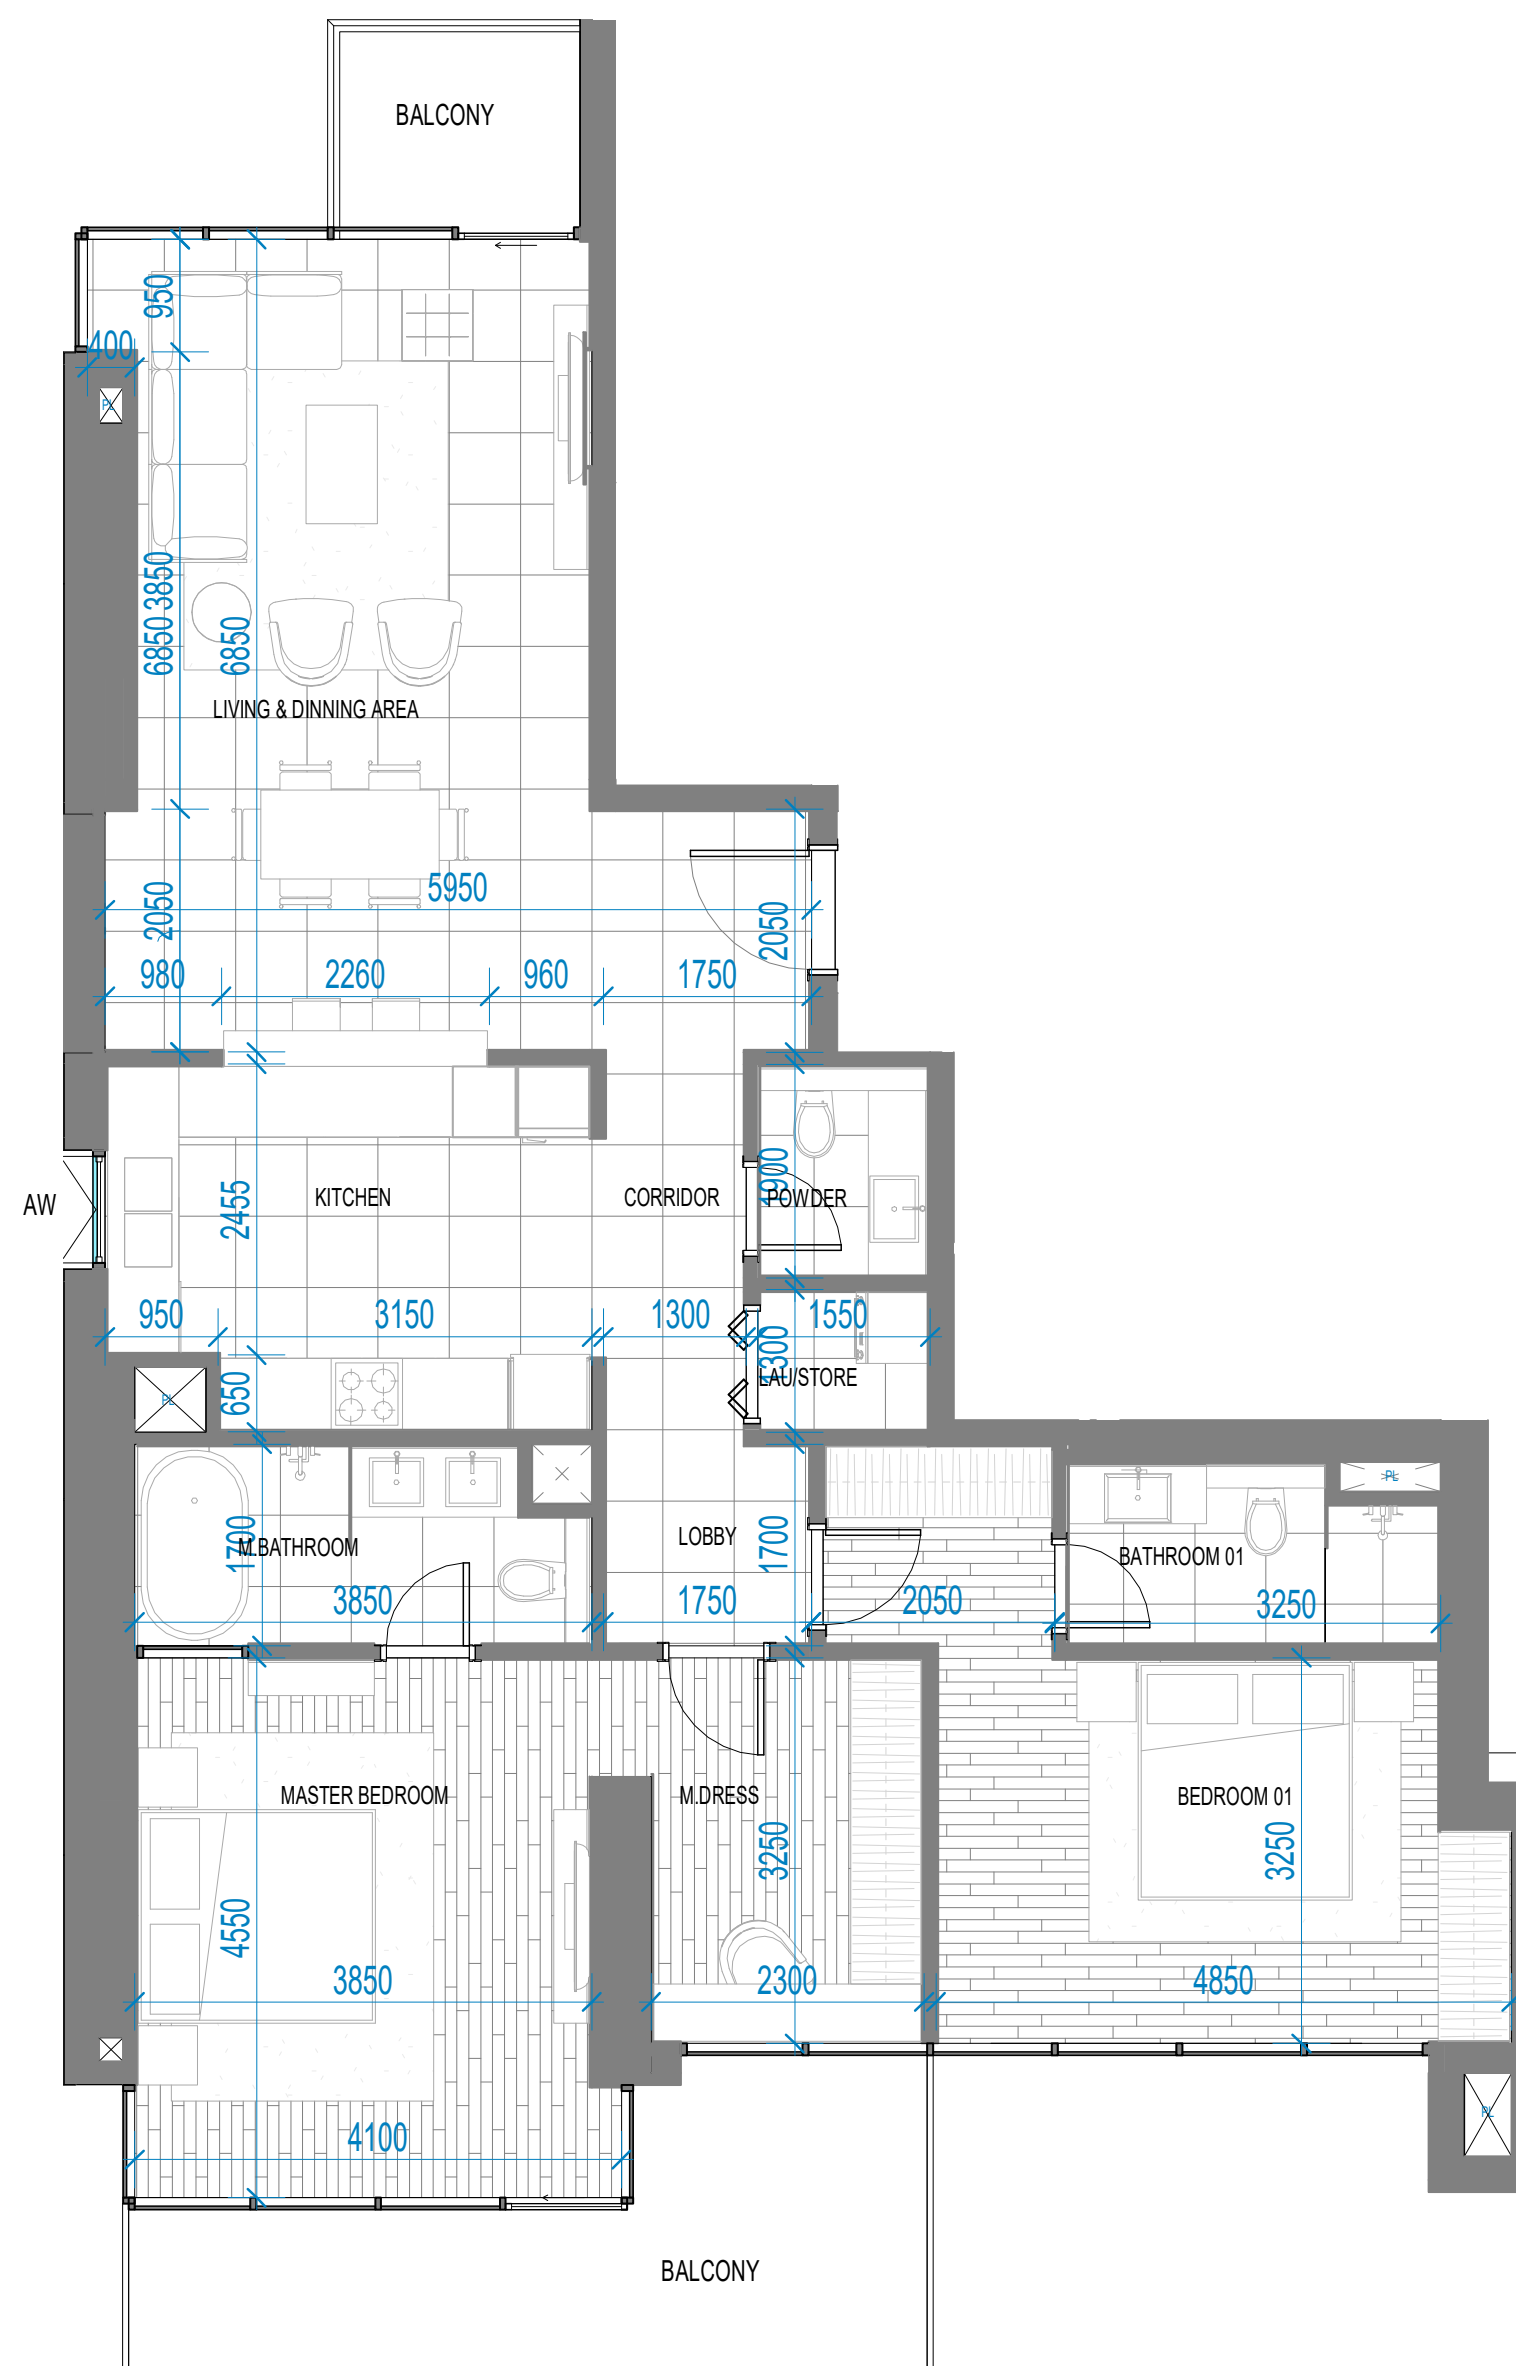 BALCONY
950
400
PL
3850
6850
6850
LIVING & DINNING AREA
5950
2050
2050
980
2260
960
1750
AW
2455
KITCHEN
CORRIDOR
1900
POWDER
950
3150
1300
1550
1300
LAU/STORE
650
PL
PL
1700
M.BATHROOM
LOBBY
1700
BATHROOM 01
3850
1750
2050
3250
MASTER BEDROOM
M.DRESS
BEDROOM 01
3250
3250
4550
3850
2300
4850
PL
4100
BALCONY